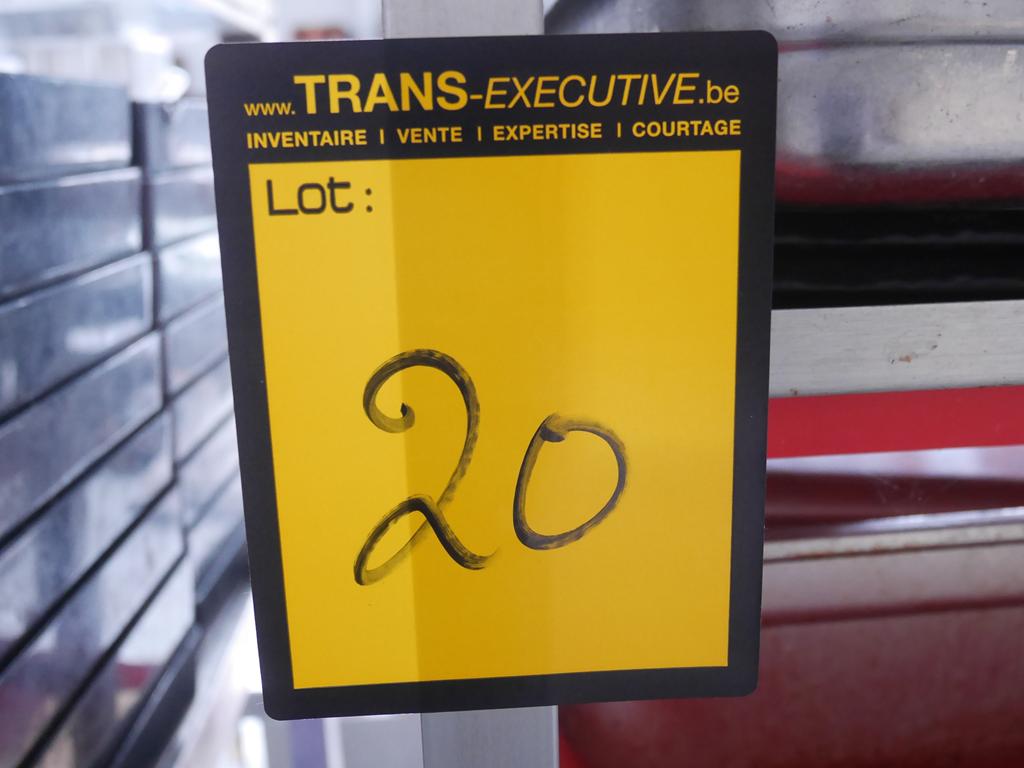 www.TRANS-EXECUTIVE.be
INVENTAIRE | VENTE | EXPERTISE | COURTAGE
Lot:
20